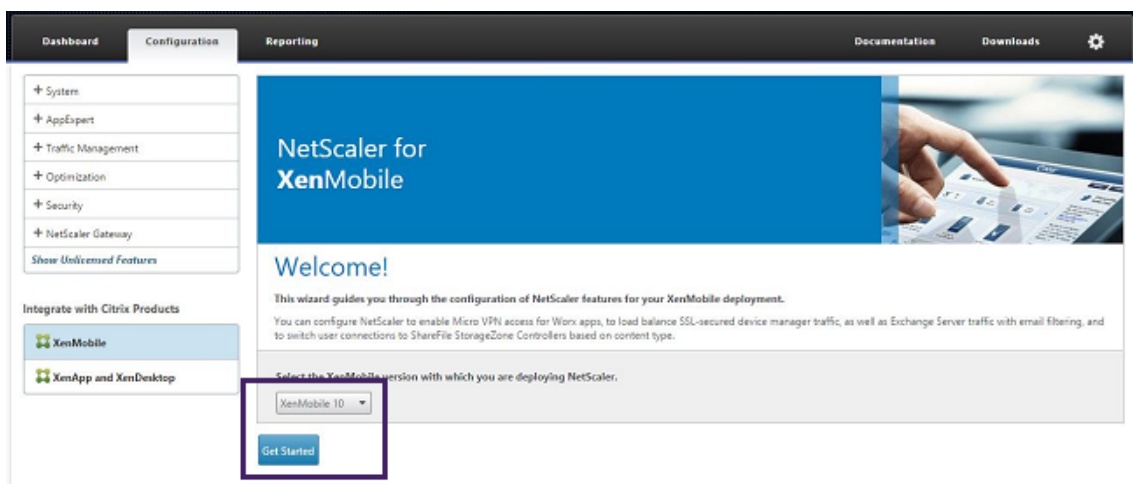 Dashboard
Configuration
Reporting
Documentation
Downloads
+ System
+ AppExpert
+ Traffic Management
+ Optimization
+ Security
+ NetScaler Gateway
Show Unlicensed Features
Integrate with Citrix Products
XenMobile
XenApp and XenDesktop
NetScaler for
XenMobile
Welcome!
This wizard guides you through the configuration of NetScaler features for your XenMobile deployment.
You can configure NetScaler to enable Micro VPN access for Worx apps, to load balance SSL-secured device manager traffic, as well as Exchange Server traffic with email filtering, and
to switch user connections to ShareFile StorageZone Controllers based on content type.
Select the XenMobile version with which you are deploying NetScaler.
XenMobile 10
Get Started